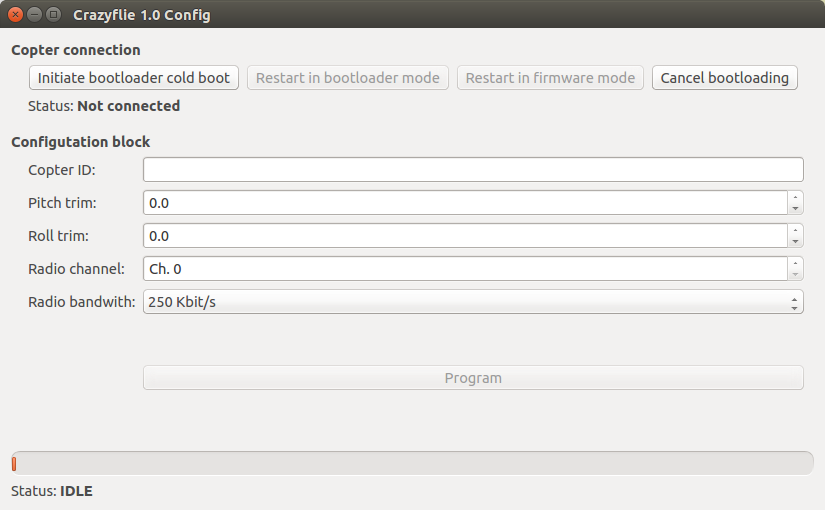 Crazyflie 1.0 Config
Copter connection
Initiate bootloader cold boot Restart in bootloader mode Restart in firmware mode Cancel bootloading
Status: Not connected
Configutation block
Copter ID:
Pitch trim: 0.0
Roll trim: 0.0
Radio channel: Ch. 0
Radio bandwith: 250 Kbit/s
Program
Status: IDLE